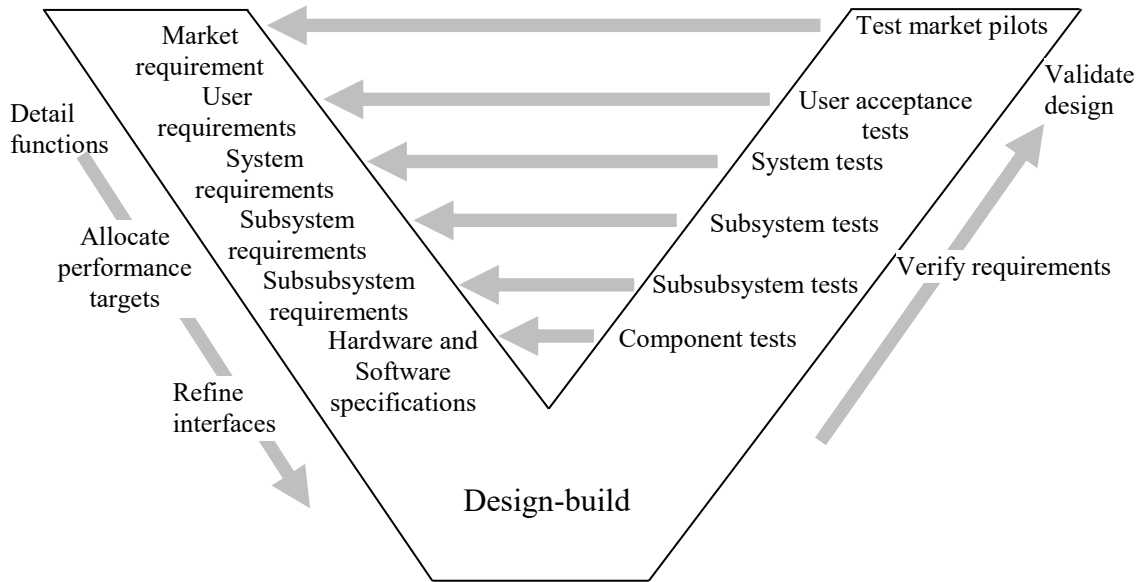 Market
requirement
User
requirements
System
requirements
Subsystem
requirements
Subsubsystem
requirements
Hardware and
Software
specifications
Test market pilots
User acceptance
tests
System tests
Subsystem tests
Subsubsystem tests
Component tests
Detail
functions
Allocate
performance
targets
Refine
interfaces
Design-build
Verify requirements
Validate
design